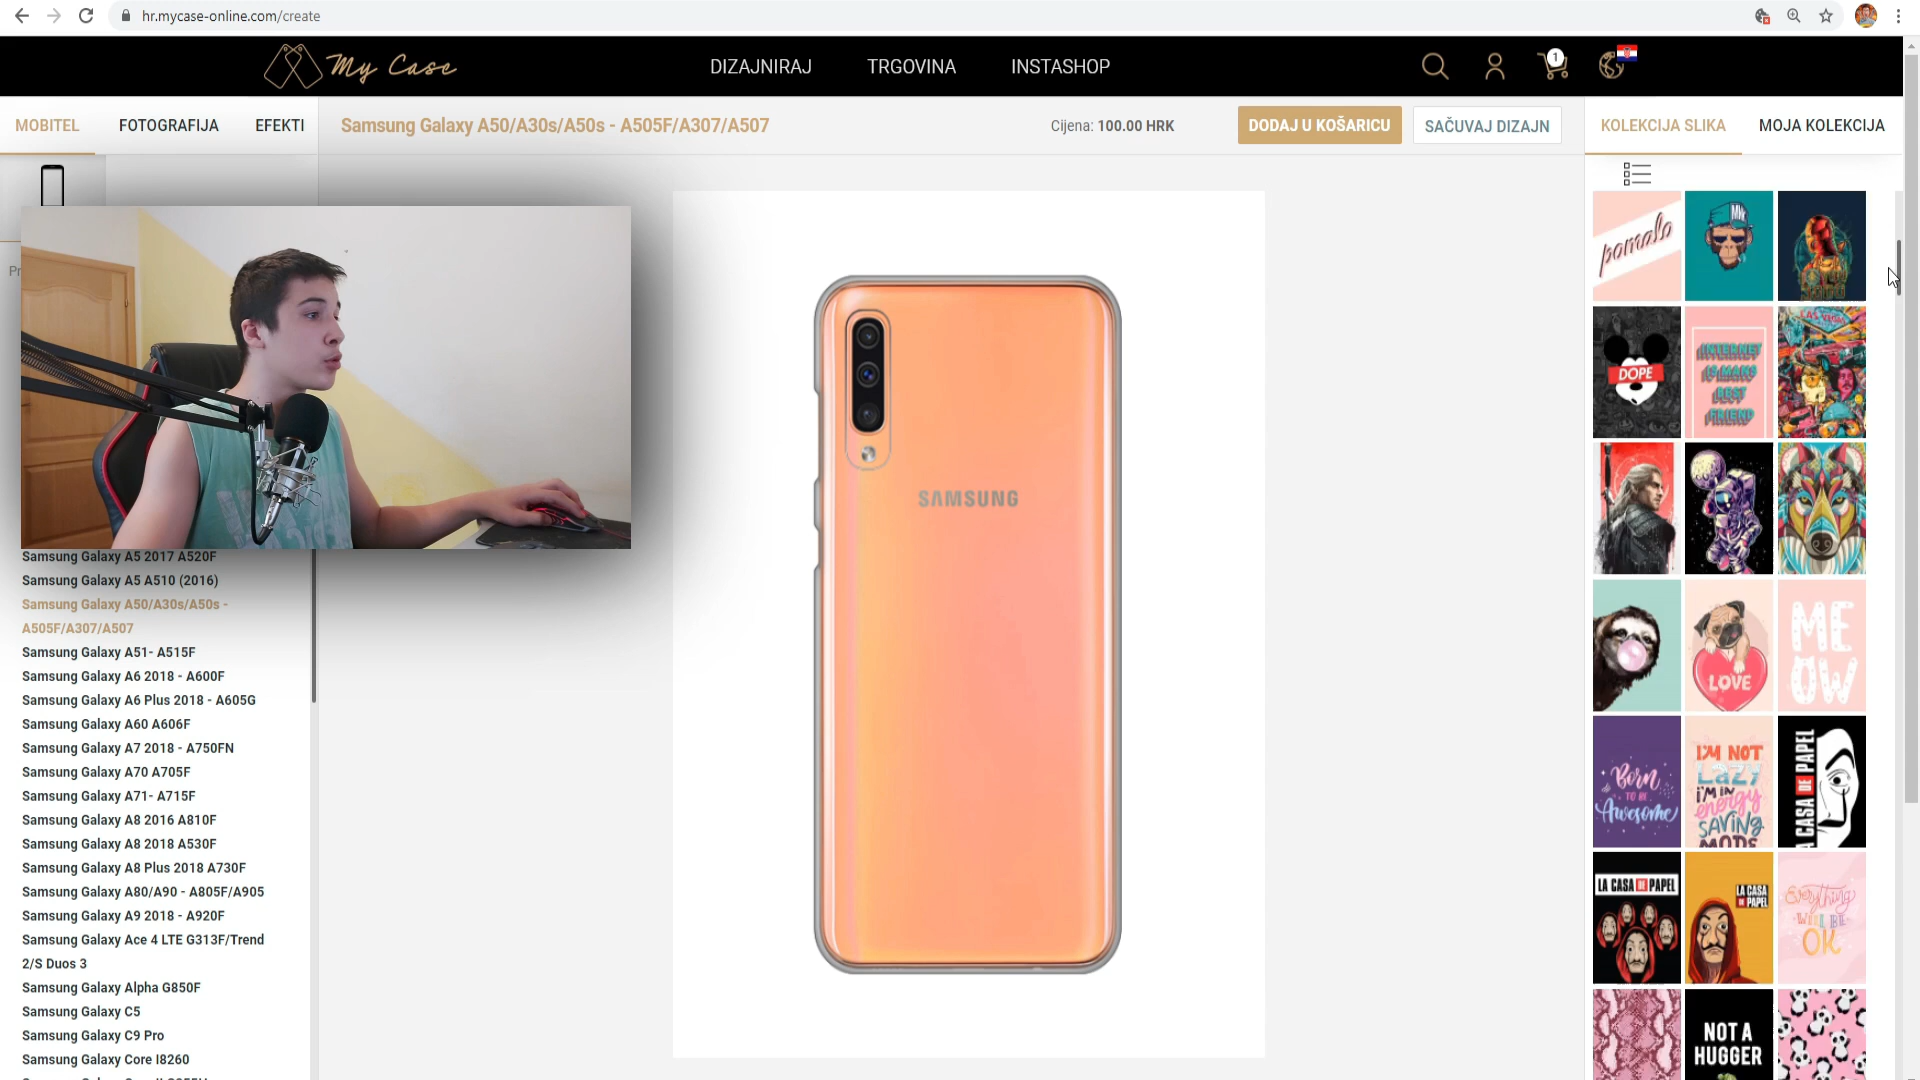 hr.mycase-online.com/create
My Case
DIZAJNIRAJ
TRGOVINA
INSTASHOP
1
MOBITEL
FOTOGRAFIJA
EFEKTI
Samsung Galaxy A50/A30s/A50s - A505F/A307/A507
Cijena: 100.00 HRK
DODAJ U KOŠARICU
SAČUVAJ DIZAJN
KOLEKCIJA SLIKA
MOJA KOLEKCIJA
Pr
Samsung Galaxy A5 2017 A520F
Samsung Galaxy A5 A510 (2016)
Samsung Galaxy A50/A30s/A50s -
A505F/A307/A507
Samsung Galaxy A51- A515F
Samsung Galaxy A6 2018 - A600F
Samsung Galaxy A6 Plus 2018 - A605G
Samsung Galaxy A60 A606F
Samsung Galaxy A7 2018 - A750FN
Samsung Galaxy A70 A705F
Samsung Galaxy A71- A715F
Samsung Galaxy A8 2016 A810F
Samsung Galaxy A8 2018 A530F
Samsung Galaxy A8 Plus 2018 A730F
Samsung Galaxy A80/A90 - A805F/A905
Samsung Galaxy A9 2018 - A920F
Samsung Galaxy Ace 4 LTE G313F/Trend
2/S Duos 3
Samsung Galaxy Alpha G850F
Samsung Galaxy C5
Samsung Galaxy C9 Pro
Samsung Galaxy Core I8260
SAMSUNG
pomalo
DOPE
INTERNET
IS MANS
BEST
FRIEND
LAS VEGAS
LOVE
ME
OW
Born
TO BE
Awesome
I'M NOT
LAZY
I'M IN
energy
SAVING
MODE
LA CASA DE PAPEL
LA CASA DE PAPEL
LA CASA
DE PAPEL
Everything
WILL BE
OK
NOT A
HUGGER